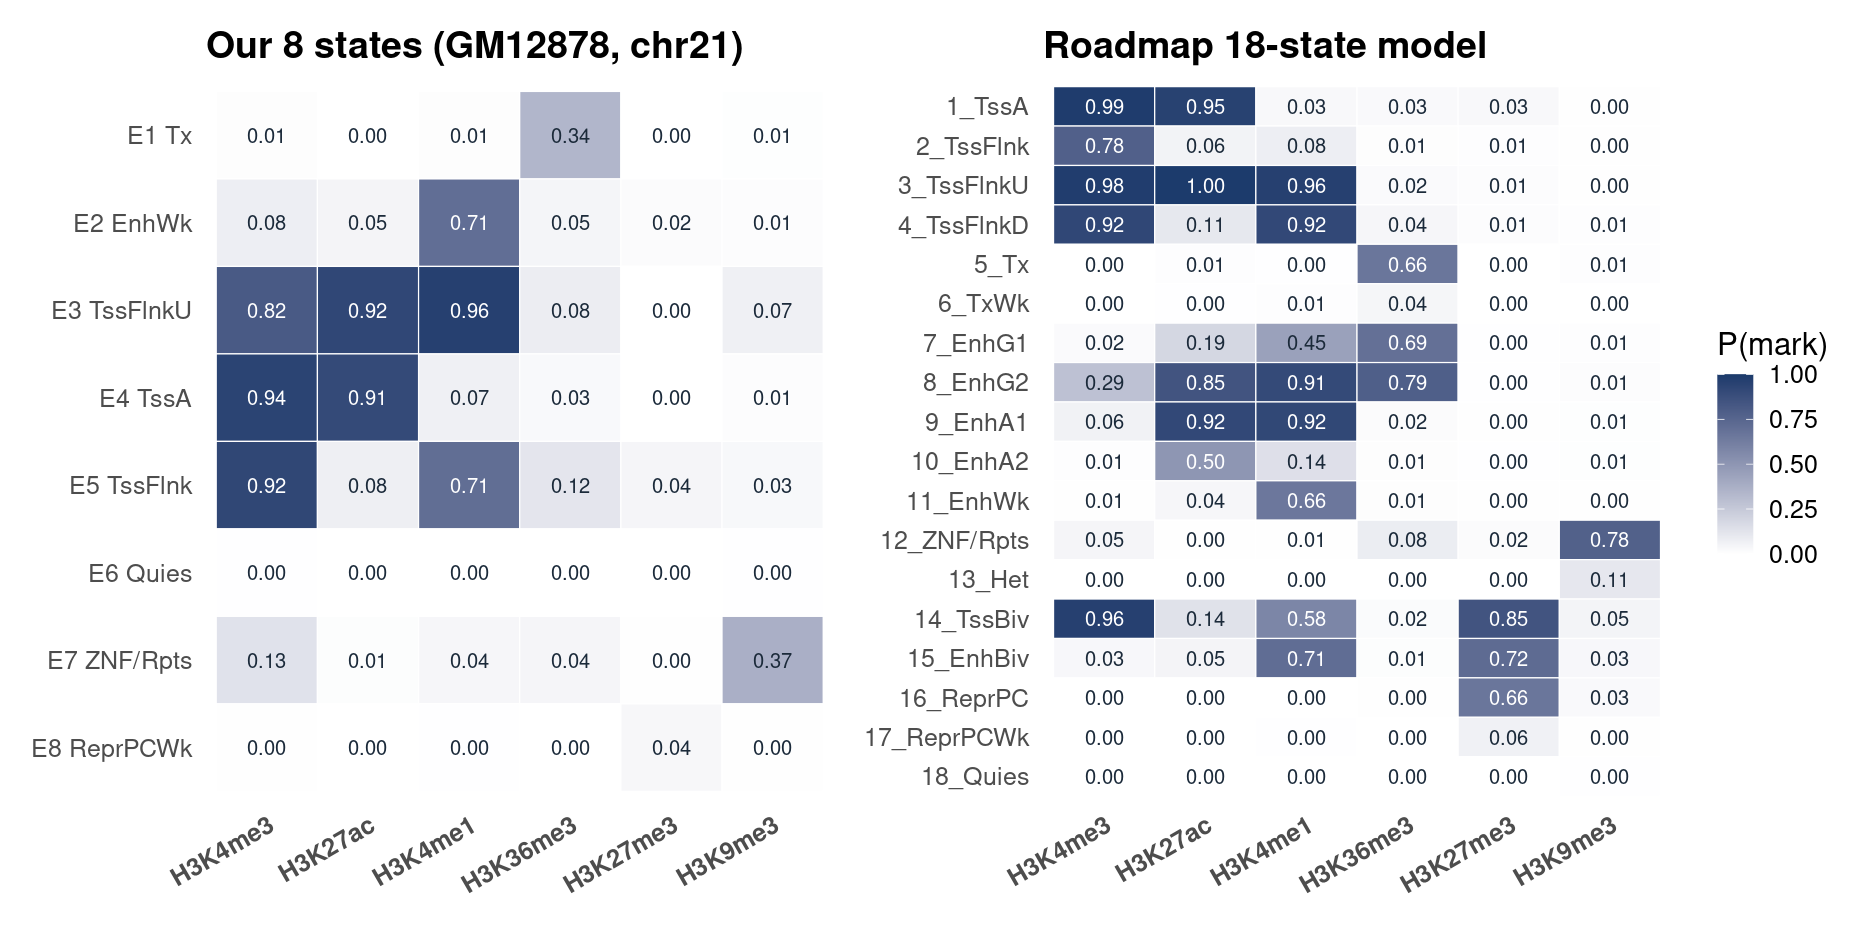 Our 8 states (GM12878, chr21)
E1 Tx 0.01 0.00 0.01 0.34 0.00 0.01
E2 EnhWk 0.08 0.05 0.71 0.05 0.02 0.01
E3 TssFlnkU 0.82 0.92 0.96 0.08 0.00 0.07
E4 TssA 0.94 0.91 0.07 0.03 0.00 0.01
E5 TssFlnk 0.92 0.08 0.71 0.12 0.04 0.03
E6 Quies 0.00 0.00 0.00 0.00 0.00 0.00
E7 ZNF/Rpts 0.13 0.01 0.04 0.04 0.00 0.37
E8 ReprPCWk 0.00 0.00 0.00 0.00 0.04 0.00
H3K4me3 H3K27ac H3K4me1 H3K36me3 H3K27me3 H3K9me3
Roadmap 18-state model
1_TssA 0.99 0.95 0.03 0.03 0.03 0.00
2_TssFlnk 0.78 0.06 0.08 0.01 0.01 0.00
3_TssFlnkU 0.98 1.00 0.96 0.02 0.01 0.00
4_TssFlnkD 0.92 0.11 0.92 0.04 0.01 0.01
5_Tx 0.00 0.01 0.00 0.66 0.00 0.01
6_TxWk 0.00 0.00 0.01 0.04 0.00 0.00
7_EnhG1 0.02 0.19 0.45 0.69 0.00 0.01
8_EnhG2 0.29 0.85 0.91 0.79 0.00 0.01
9_EnhA1 0.06 0.92 0.92 0.02 0.00 0.01
10_EnhA2 0.01 0.50 0.14 0.01 0.00 0.01
11_EnhWk 0.01 0.04 0.66 0.01 0.00 0.00
12_ZNF/Rpts 0.05 0.00 0.01 0.08 0.02 0.78
13_Het 0.00 0.00 0.00 0.00 0.00 0.11
14_TssBiv 0.96 0.14 0.58 0.02 0.85 0.05
15_EnhBiv 0.03 0.05 0.71 0.01 0.72 0.03
16_ReprPC 0.00 0.00 0.00 0.00 0.66 0.03
17_ReprPCWk 0.00 0.00 0.00 0.00 0.06 0.00
18_Quies 0.00 0.00 0.00 0.00 0.00 0.00
H3K4me3 H3K27ac H3K4me1 H3K36me3 H3K27me3 H3K9me3
P(mark)
1.00
0.75
0.50
0.25
0.00